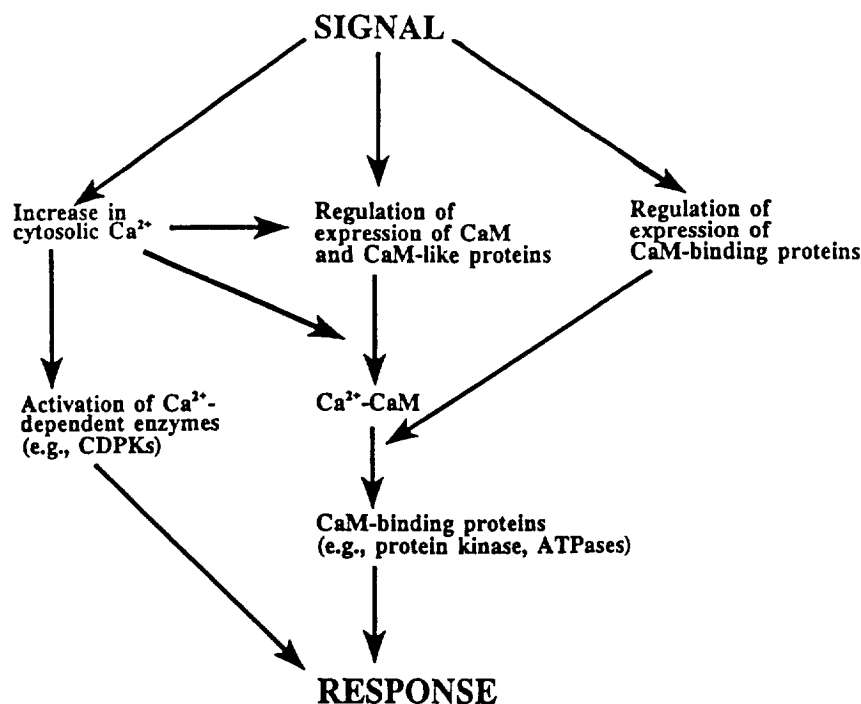 SIGNAL
Increase in
cytosolic Ca²⁺
Regulation of
expression of CaM
and CaM-like proteins
Regulation of
expression of
CaM-binding proteins
Activation of Ca²⁺-
dependent enzymes
(e.g., CDPKs)
Ca²⁺-CaM
CaM-binding proteins
(e.g., protein kinase, ATPases)
RESPONSE